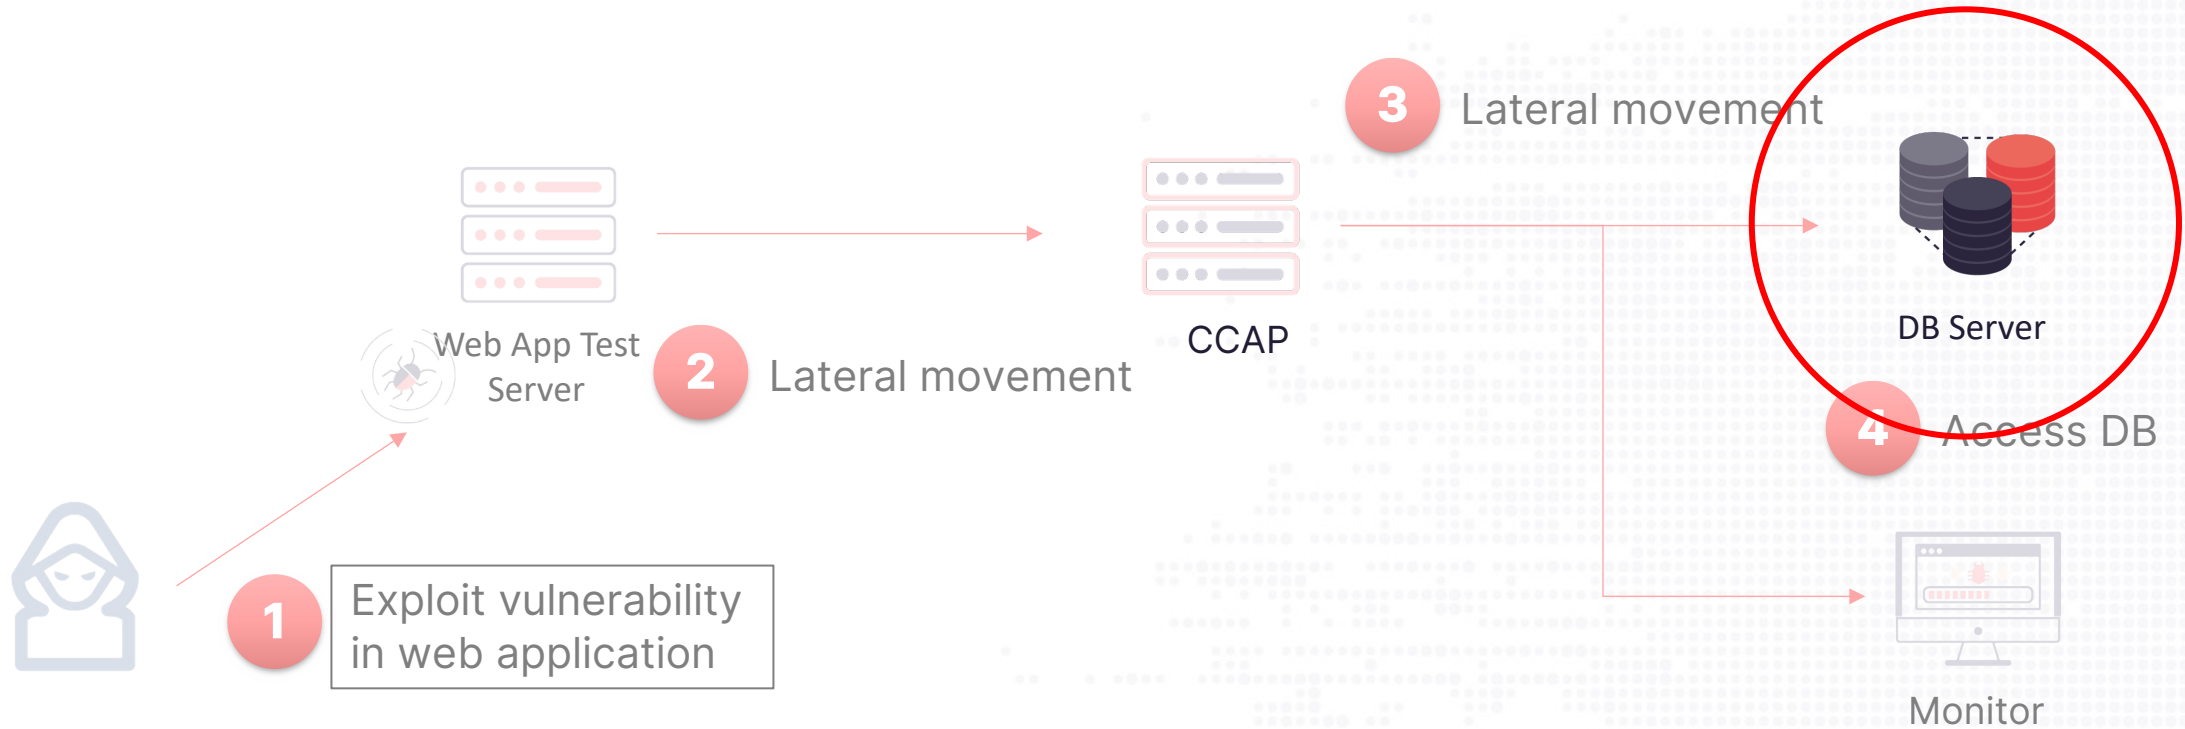 3
Lateral movement
Web App Test
Server
2
Lateral movement
CCAP
DB Server
4
Access DB
1
Exploit vulnerability
in web application
Monitor